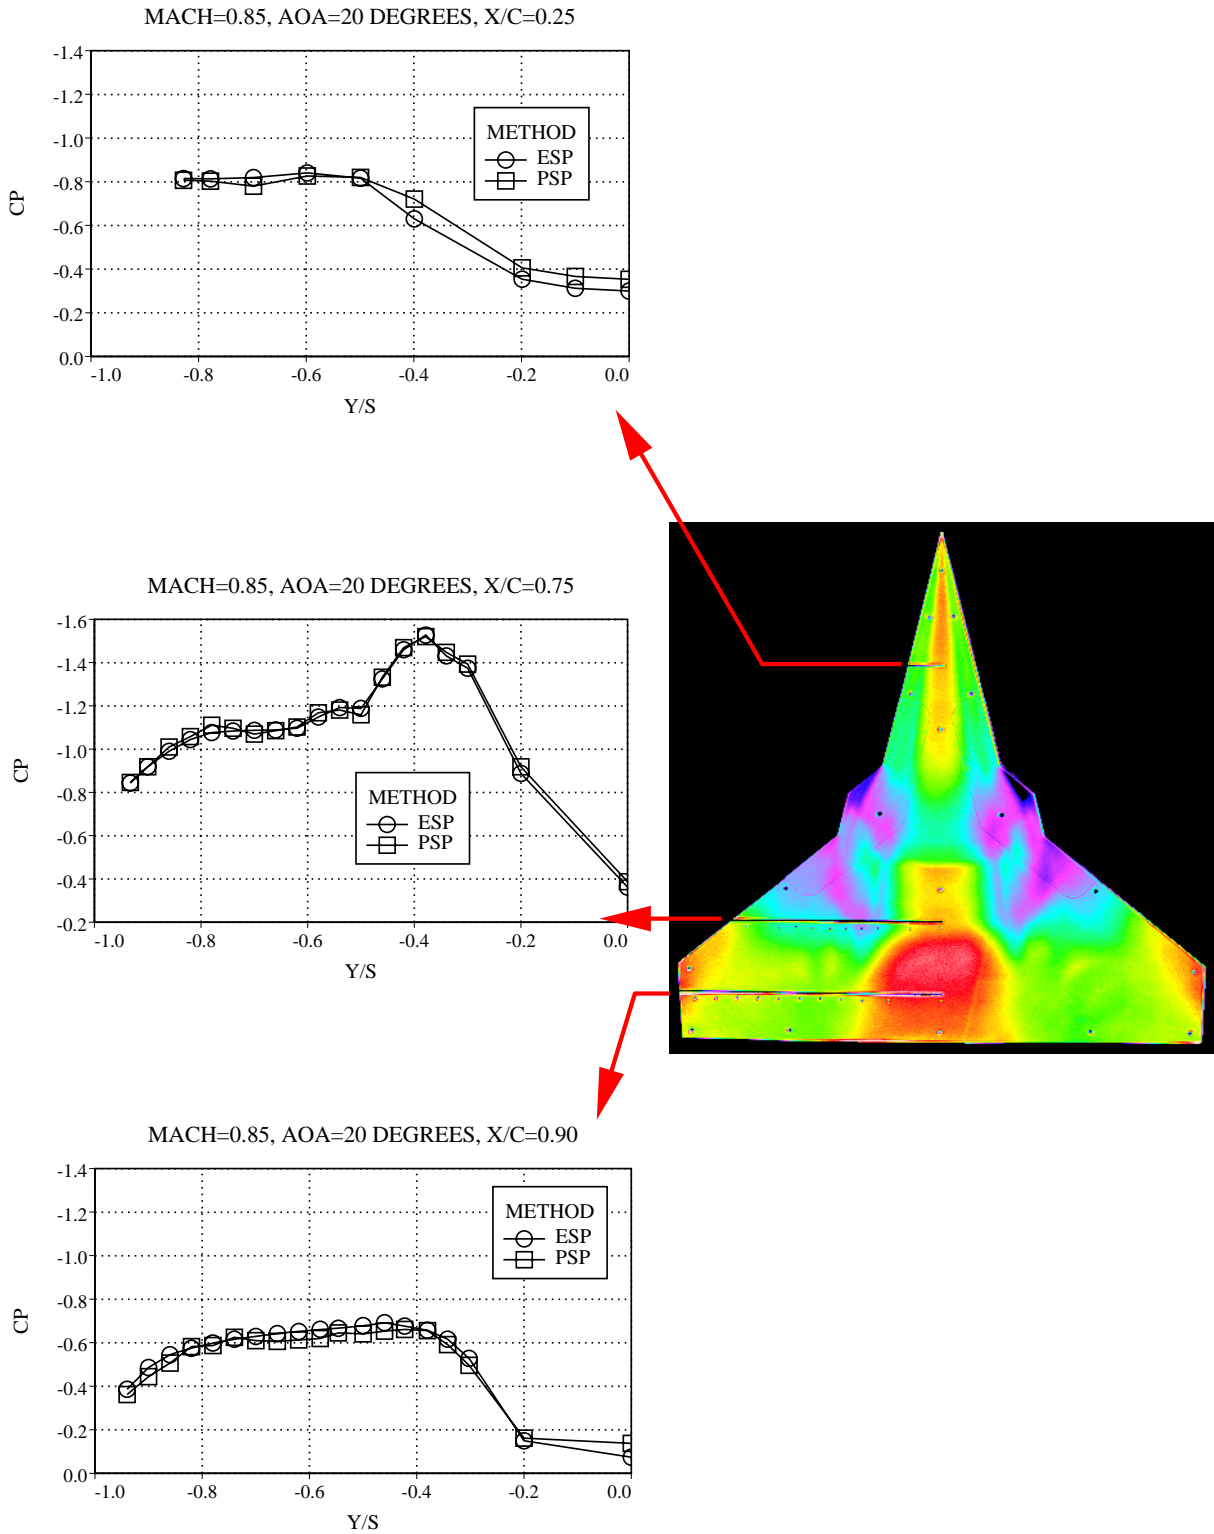 MACH=0.85, AOA=20 DEGREES, X/C=0.25
-1.4
-1.2
-1.0
-0.8
-0.6
-0.4
-0.2
0.0
CP
METHOD
ESP
PSP
-1.0 -0.8 -0.6 -0.4 -0.2 0.0
Y/S
MACH=0.85, AOA=20 DEGREES, X/C=0.75
-1.6
-1.4
-1.2
-1.0
-0.8
-0.6
-0.4
-0.2
CP
METHOD
ESP
PSP
-1.0 -0.8 -0.6 -0.4 -0.2 0.0
Y/S
MACH=0.85, AOA=20 DEGREES, X/C=0.90
-1.4
-1.2
-1.0
-0.8
-0.6
-0.4
-0.2
0.0
CP
METHOD
ESP
PSP
-1.0 -0.8 -0.6 -0.4 -0.2 0.0
Y/S